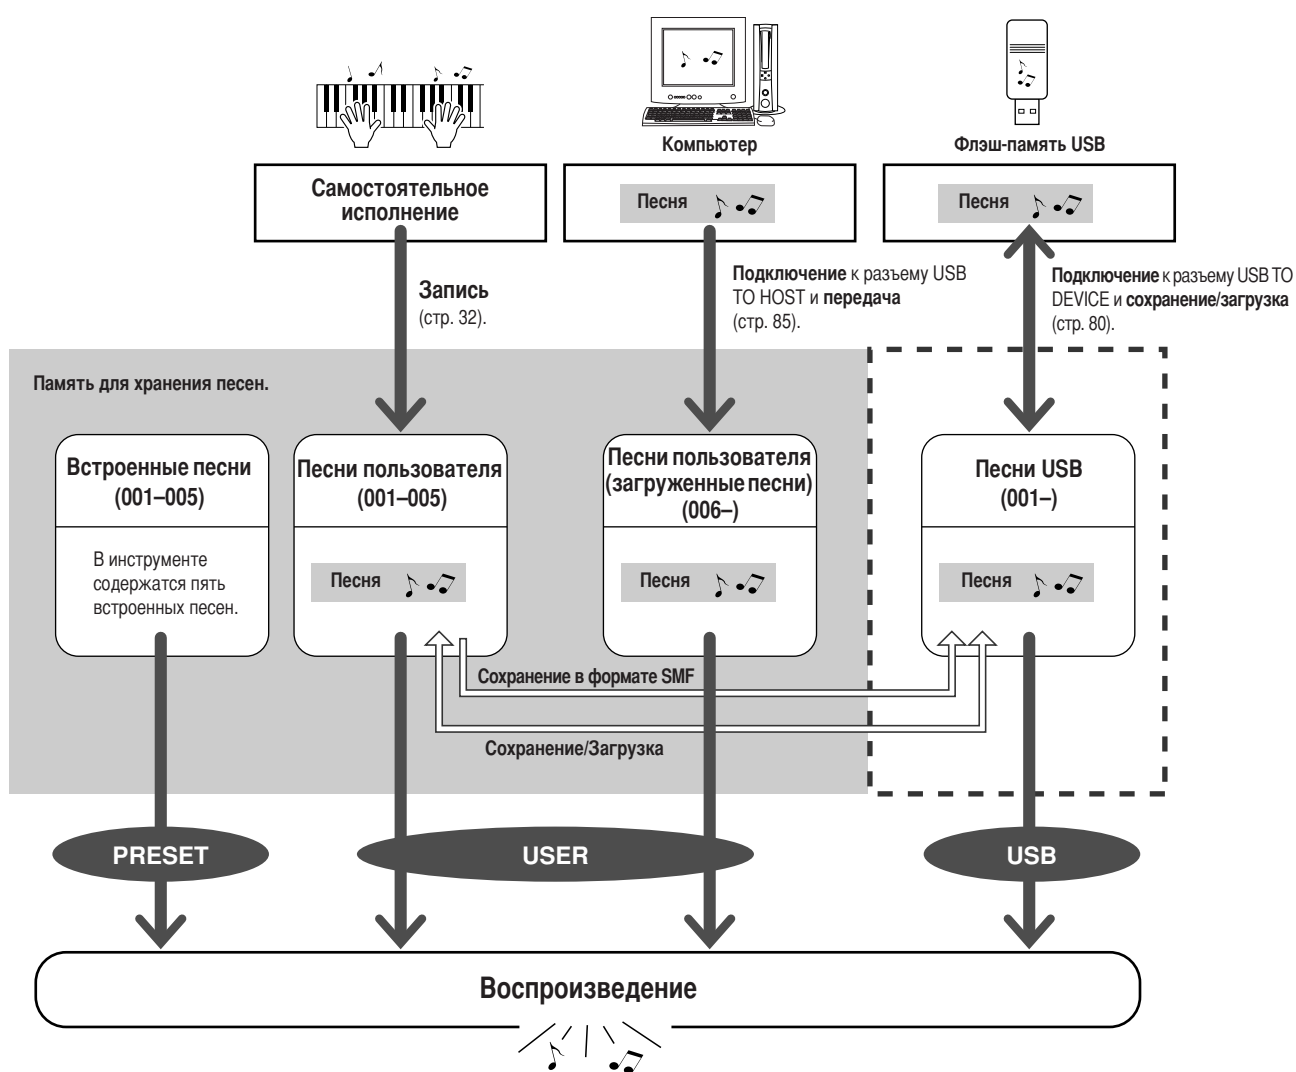 Компьютер
Флэш-память USB
Самостоятельное
исполнение
Песня
Песня
Запись
(стр. 32).
Подключение к разъему USB
TO HOST и передача
(стр. 85).
Подключение к разъему USB TO
DEVICE и сохранение/загрузка
(стр. 80).
Память для хранения песен.
Встроенные песни
(001–005)
В инструменте
содержатся пять
встроенных песен.
Песни пользователя
(001–005)
Песня
Песни пользователя
(загруженные песни)
(006–)
Песня
Песни USB
(001–)
Песня
Сохранение в формате SMF
Сохранение/Загрузка
PRESET
USER
USB
Воспроизведение